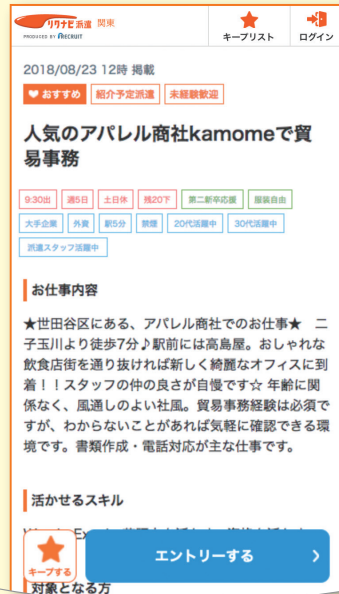 リクナビ派遣 関東
PRODUCED BY RECRUIT
キープリスト
ログイン
2018/08/23 12時 掲載
おすすめ 紹介予定派遣 未経験歓迎
人気のアパレル商社kamomeで貿
易事務
9:30出 週5日 土日休 残20下 第二新卒応援 服装自由
大手企業 外資 駅5分 禁煙 20代活躍中 30代活躍中
派遣スタッフ活躍中
お仕事内容
★世田谷区にある、アパレル商社でのお仕事★ 二
子玉川より徒歩7分♪駅前には高島屋。おしゃれな
飲食店街を通り抜ければ新しく綺麗なオフィスに到
着！！スタッフの仲の良さが自慢です☆ 年齢に関
係なく、風通しのよい社風。貿易事務経験は必須で
すが、わからないことがあれば気軽に確認できる環
境です。書類作成・電話対応が主な仕事です。
活かせるスキル
キープする
エントリーする
対象となる方